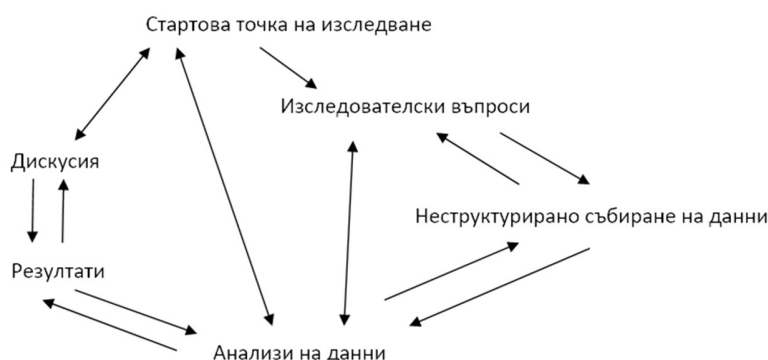 Стартова точка на изследване
Изследователски въпроси
Дискусия
Неструктурирано събиране на данни
Резултати
Анализи на данни